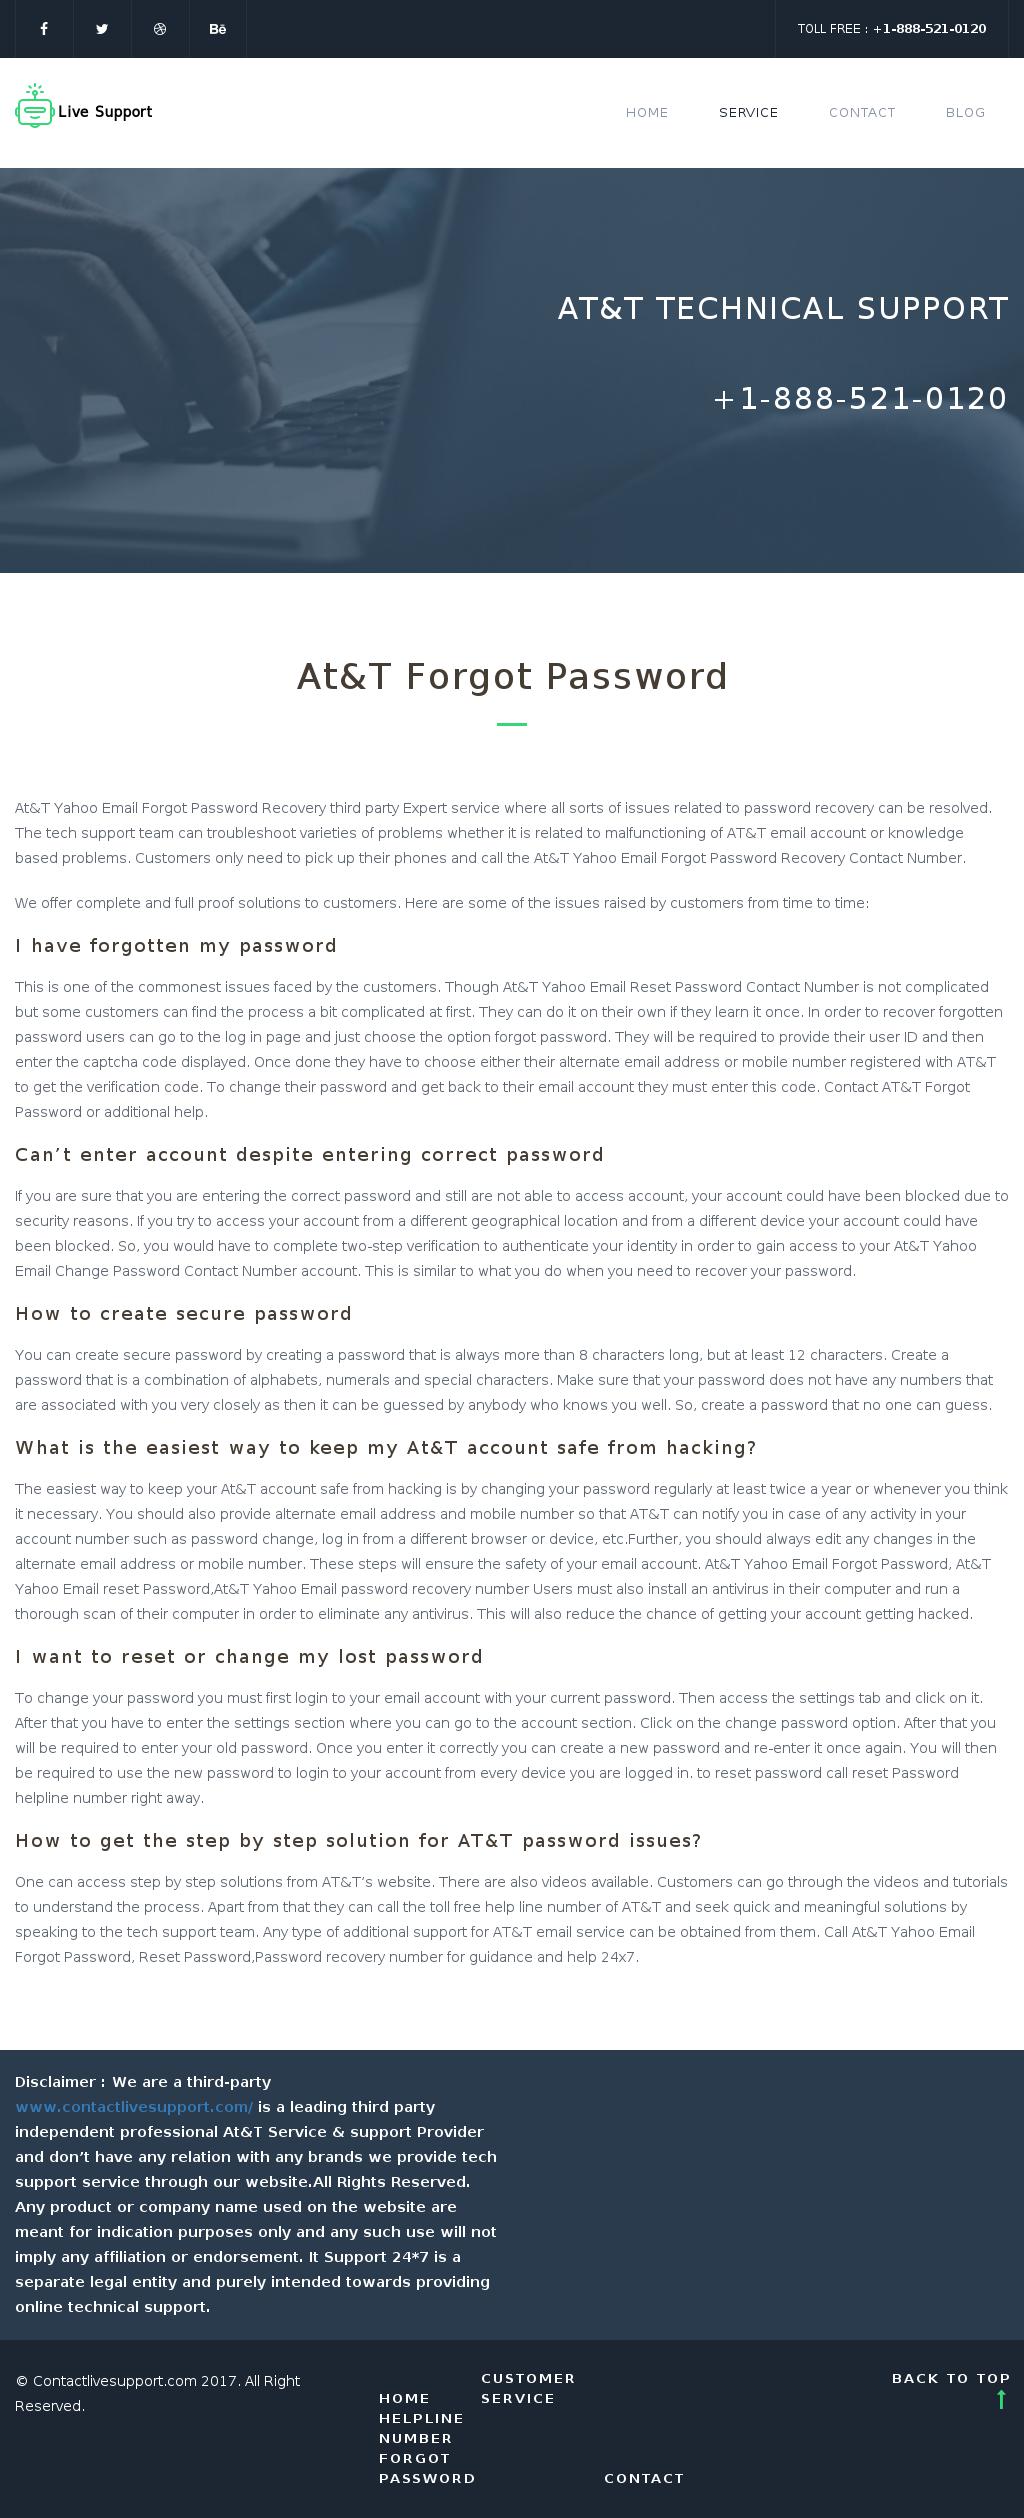 TOLL FREE : +1-888-521-0120
Live Support
HOME SERVICE CONTACT BLOG
AT&T TECHNICAL SUPPORT
+1-888-521-0120
At&T Forgot Password
At&T Yahoo Email Forgot Password Recovery third party Expert service where all sorts of issues related to password recovery can be resolved.
The tech support team can troubleshoot varieties of problems whether it is related to malfunctioning of AT&T email account or knowledge
based problems. Customers only need to pick up their phones and call the At&T Yahoo Email Forgot Password Recovery Contact Number.
We offer complete and full proof solutions to customers. Here are some of the issues raised by customers from time to time:
I have forgotten my password
This is one of the commonest issues faced by the customers. Though At&T Yahoo Email Reset Password Contact Number is not complicated
but some customers can find the process a bit complicated at first. They can do it on their own if they learn it once. In order to recover forgotten
password users can go to the log in page and just choose the option forgot password. They will be required to provide their user ID and then
enter the captcha code displayed. Once done they have to choose either their alternate email address or mobile number registered with AT&T
to get the verification code. To change their password and get back to their email account they must enter this code. Contact AT&T Forgot
Password or additional help.
Can't enter account despite entering correct password
If you are sure that you are entering the correct password and still are not able to access account, your account could have been blocked due to
security reasons. If you try to access your account from a different geographical location and from a different device your account could have
been blocked. So, you would have to complete two-step verification to authenticate your identity in order to gain access to your At&T Yahoo
Email Change Password Contact Number account. This is similar to what you do when you need to recover your password.
How to create secure password
You can create secure password by creating a password that is always more than 8 characters long, but at least 12 characters. Create a
password that is a combination of alphabets, numerals and special characters. Make sure that your password does not have any numbers that
are associated with you very closely as then it can be guessed by anybody who knows you well. So, create a password that no one can guess.
What is the easiest way to keep my At&T account safe from hacking?
The easiest way to keep your At&T account safe from hacking is by changing your password regularly at least twice a year or whenever you think
it necessary. You should also provide alternate email address and mobile number so that AT&T can notify you in case of any activity in your
account number such as password change, log in from a different browser or device, etc.Further, you should always edit any changes in the
alternate email address or mobile number. These steps will ensure the safety of your email account. At&T Yahoo Email Forgot Password, At&T
Yahoo Email reset Password,At&T Yahoo Email password recovery number Users must also install an antivirus in their computer and run a
thorough scan of their computer in order to eliminate any antivirus. This will also reduce the chance of getting your account getting hacked.
I want to reset or change my lost password
To change your password you must first login to your email account with your current password. Then access the settings tab and click on it.
After that you have to enter the settings section where you can go to the account section. Click on the change password option. After that you
will be required to enter your old password. Once you enter it correctly you can create a new password and re-enter it once again. You will then
be required to use the new password to login to your account from every device you are logged in. to reset password call reset Password
helpline number right away.
How to get the step by step solution for AT&T password issues?
One can access step by step solutions from AT&T's website. There are also videos available. Customers can go through the videos and tutorials
to understand the process. Apart from that they can call the toll free help line number of AT&T and seek quick and meaningful solutions by
speaking to the tech support team. Any type of additional support for AT&T email service can be obtained from them. Call At&T Yahoo Email
Forgot Password, Reset Password,Password recovery number for guidance and help 24x7.
Disclaimer : We are a third-party
www.contactlivesupport.com/ is a leading third party
independent professional At&T Service & support Provider
and don't have any relation with any brands we provide tech
support service through our website.All Rights Reserved.
Any product or company name used on the website are
meant for indication purposes only and any such use will not
imply any affiliation or endorsement. It Support 24*7 is a
separate legal entity and purely intended towards providing
online technical support.
© Contactlivesupport.com 2017. All Right
Reserved.
HOME
HELPLINE
NUMBER
FORGOT
PASSWORD
CUSTOMER
SERVICE
CONTACT
BACK TO TOP